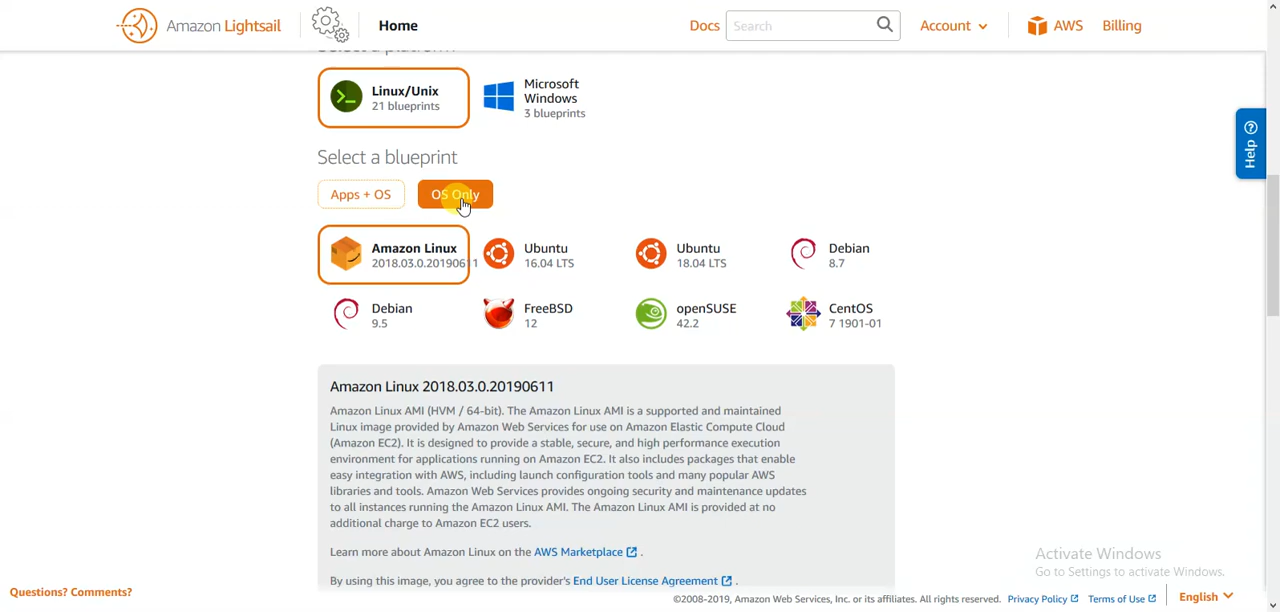 Amazon Lightsail
Home
Docs
Search
Account
AWS
Billing
Linux/Unix
21 blueprints
Microsoft
Windows
3 blueprints
Help
Select a blueprint
Apps + OS
OS Only
Amazon Linux
2018.03.0.20190611
Ubuntu
16.04 LTS
Ubuntu
18.04 LTS
Debian
8.7
Debian
9.5
FreeBSD
12
openSUSE
42.2
CentOS
7 1901-01
Amazon Linux 2018.03.0.20190611
Amazon Linux AMI (HVM / 64-bit). The Amazon Linux AMI is a supported and maintained
Linux image provided by Amazon Web Services for use on Amazon Elastic Compute Cloud
(Amazon EC2). It is designed to provide a stable, secure, and high performance execution
environment for applications running on Amazon EC2. It also includes packages that enable
easy integration with AWS, including launch configuration tools and many popular AWS
libraries and tools. Amazon Web Services provides ongoing security and maintenance updates
to all instances running the Amazon Linux AMI. The Amazon Linux AMI is provided at no
additional charge to Amazon EC2 users.
Learn more about Amazon Linux on the AWS Marketplace .
By using this image, you agree to the provider's End User License Agreement .
Activate Windows
Go to Settings to activate Windows.
Questions? Comments?
©2008-2019, Amazon Web Services, Inc. or its affiliates. All rights reserved.
Privacy Policy
Terms of Use
English